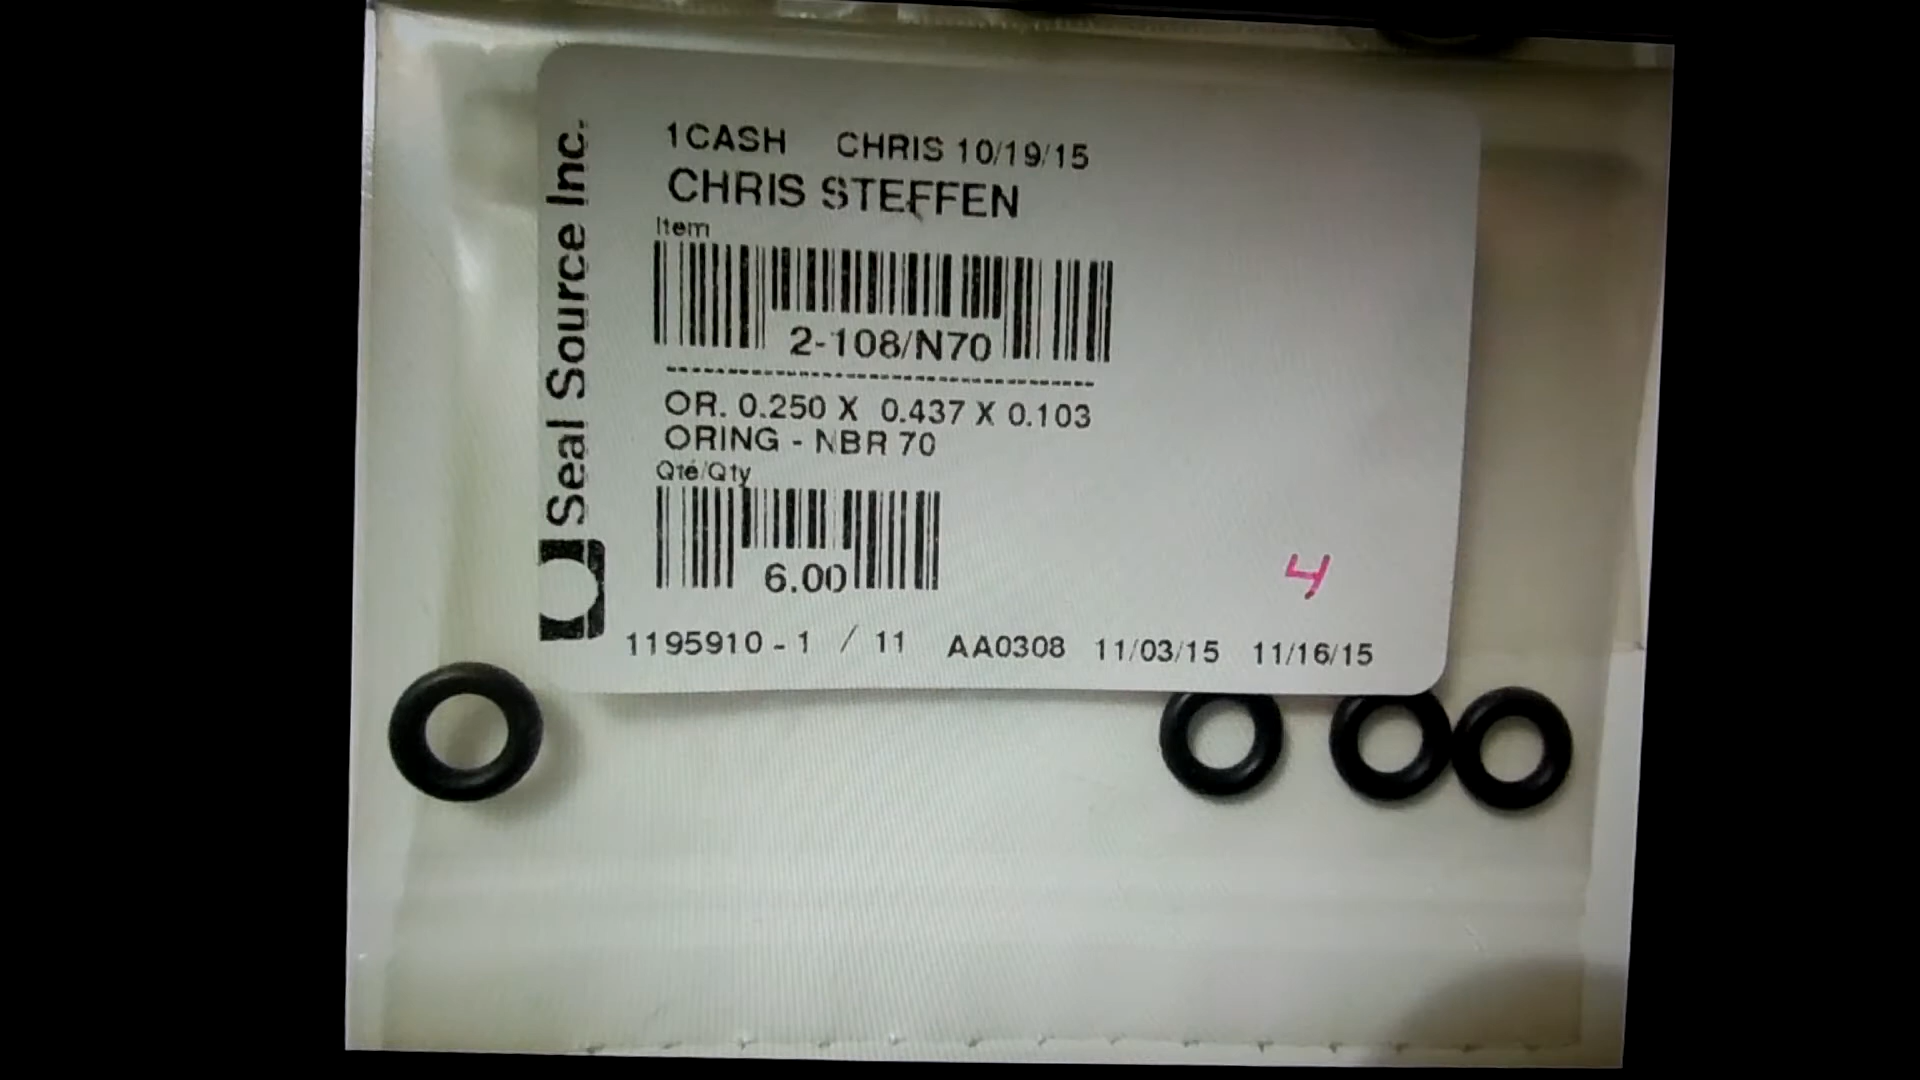 Seal Source Inc.
1CASH CHRIS 10/19/15
CHRIS STEFFEN
Item
2-108/N70
OR. 0.250 X 0.437 X 0.103
ORING - NBR 70
Qté/Qty
6.00
4
1195910 - 1 / 11 AA0308 11/03/15 11/16/15